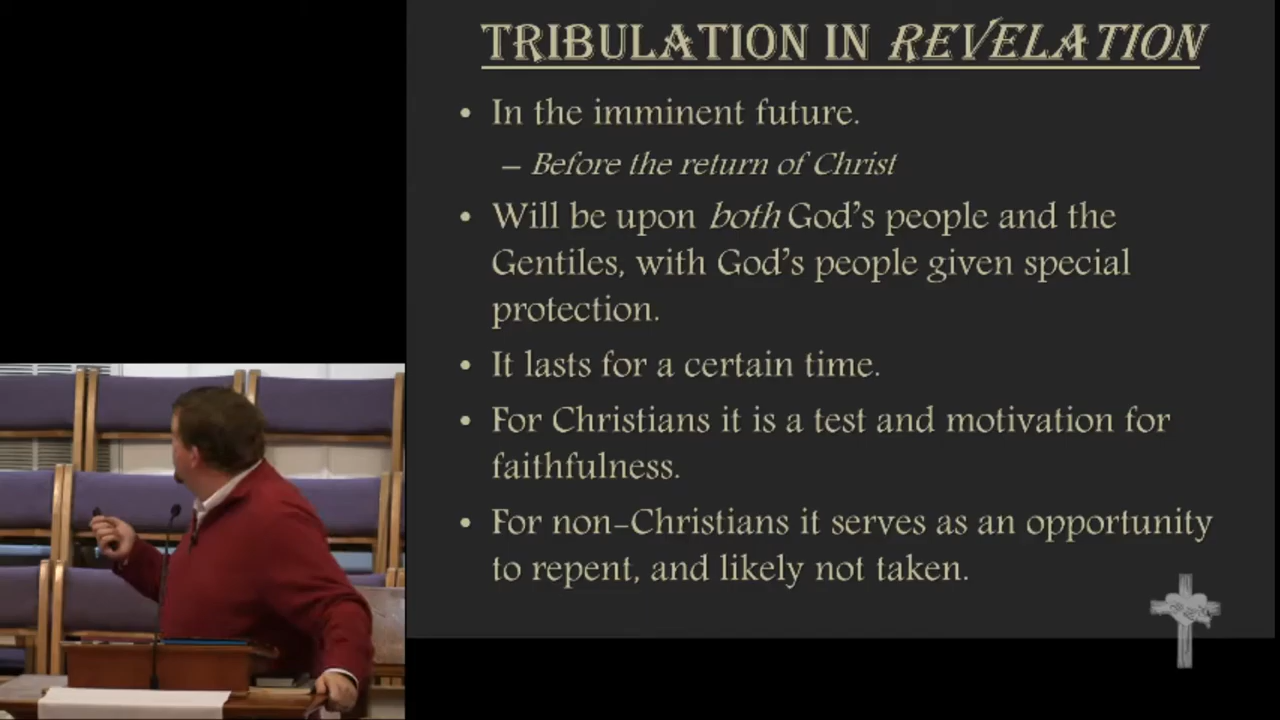 TRIBULATION IN REVELATION
• In the imminent future.
– Before the return of Christ
• Will be upon both God's people and the
Gentiles, with God's people given special
protection.
• It lasts for a certain time.
• For Christians it is a test and motivation for
faithfulness.
• For non-Christians it serves as an opportunity
to repent, and likely not taken.